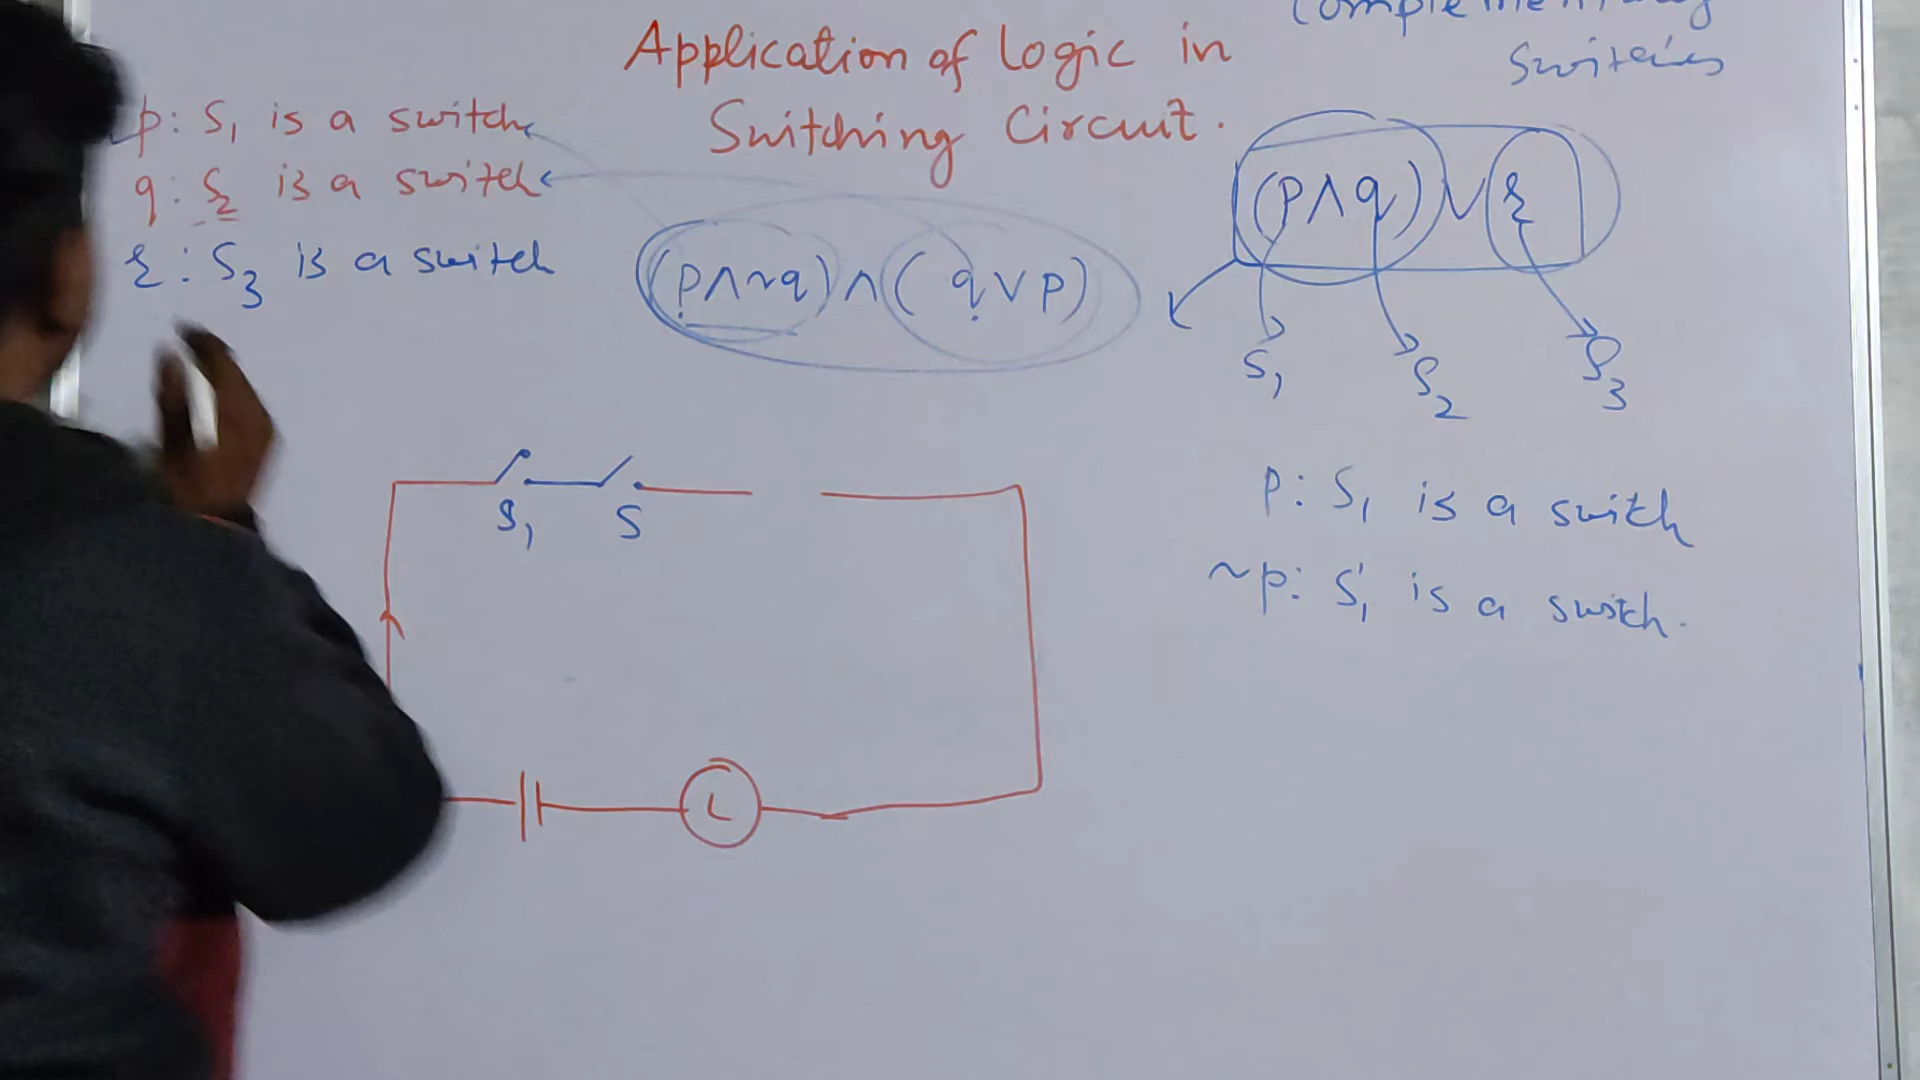 Application of Logic in
Switching Circuit.
Switches
p: S₁ is a switch
q: S₂ is a switch
r: S₃ is a switch
(p∧~q)∧(q∨p)
(p∧q)∨r
S₁ S₂ S₃
S₁ S
L
p: S₁ is a swith
~p: S₁' is a swtch.